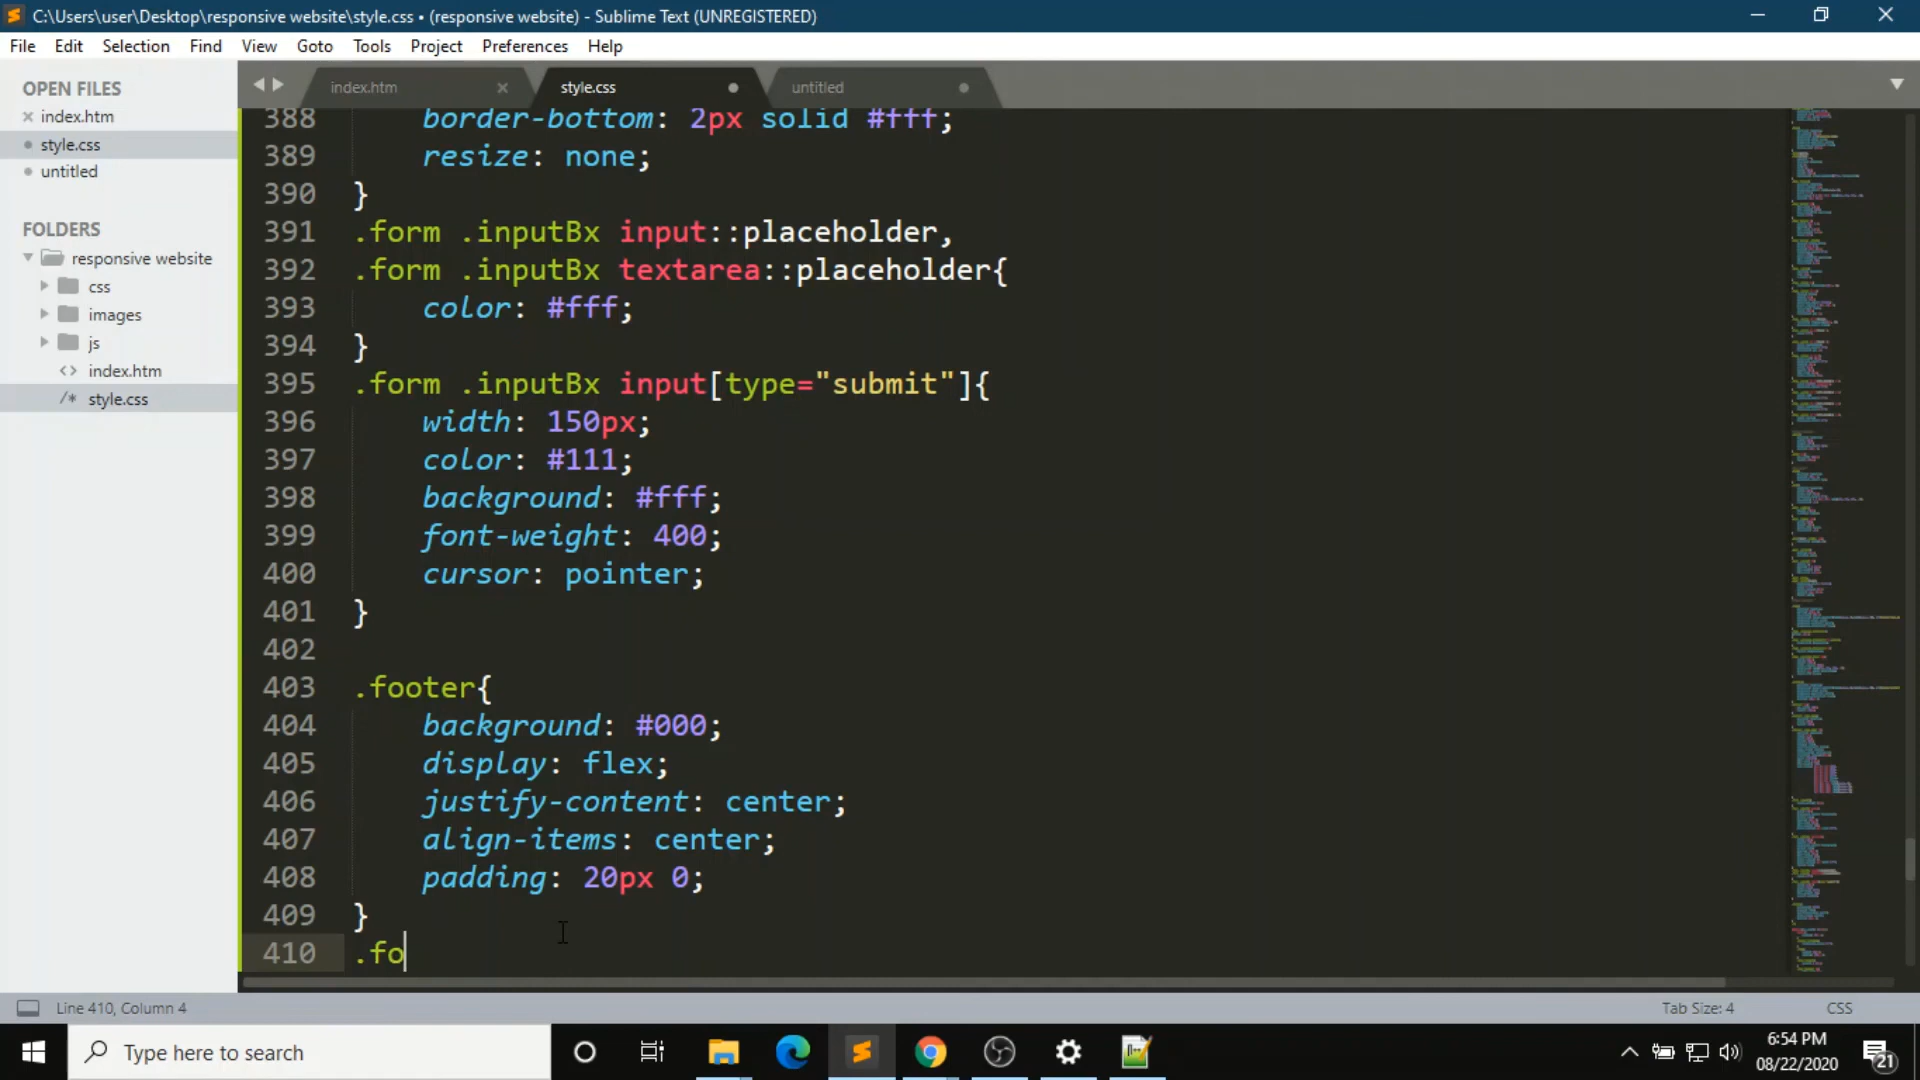 C:\Users\user\Desktop\responsive website\style.css • (responsive website) - Sublime Text (UNREGISTERED)
File Edit Selection Find View Goto Tools Project Preferences Help
OPEN FILES
index.htm
style.css
untitled
FOLDERS
responsive website
css
images
js
index.htm
style.css
index.htm style.css untitled
388 border-bottom: 2px solid #fff;
389 resize: none;
390 }
391 .form .inputBx input::placeholder,
392 .form .inputBx textarea::placeholder{
393 color: #fff;
394 }
395 .form .inputBx input[type="submit"]{
396 width: 150px;
397 color: #111;
398 background: #fff;
399 font-weight: 400;
400 cursor: pointer;
401 }
402
403 .footer{
404 background: #000;
405 display: flex;
406 justify-content: center;
407 align-items: center;
408 padding: 20px 0;
409 }
410 .fo
Line 410, Column 4 Tab Size: 4 CSS
Type here to search
6:54 PM
08/22/2020
21